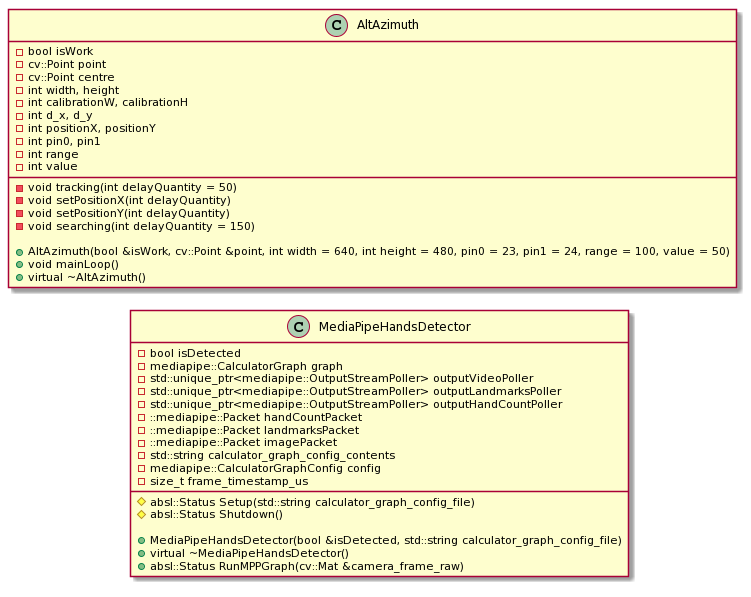 C AltAzimuth
bool isWork
cv::Point point
cv::Point centre
int width, height
int calibrationW, calibrationH
int d_x, d_y
int positionX, positionY
int pin0, pin1
int range
int value
void tracking(int delayQuantity = 50)
void setPositionX(int delayQuantity)
void setPositionY(int delayQuantity)
void searching(int delayQuantity = 150)
AltAzimuth(bool &isWork, cv::Point &point, int width = 640, int height = 480, pin0 = 23, pin1 = 24, range = 100, value = 50)
void mainLoop()
virtual ~AltAzimuth()
C MediaPipeHandsDetector
bool isDetected
mediapipe::CalculatorGraph graph
std::unique_ptr<mediapipe::OutputStreamPoller> outputVideoPoller
std::unique_ptr<mediapipe::OutputStreamPoller> outputLandmarksPoller
std::unique_ptr<mediapipe::OutputStreamPoller> outputHandCountPoller
::mediapipe::Packet handCountPacket
::mediapipe::Packet landmarksPacket
::mediapipe::Packet imagePacket
std::string calculator_graph_config_contents
mediapipe::CalculatorGraphConfig config
size_t frame_timestamp_us
absl::Status Setup(std::string calculator_graph_config_file)
absl::Status Shutdown()
MediaPipeHandsDetector(bool &isDetected, std::string calculator_graph_config_file)
virtual ~MediaPipeHandsDetector()
absl::Status RunMPPGraph(cv::Mat &camera_frame_raw)